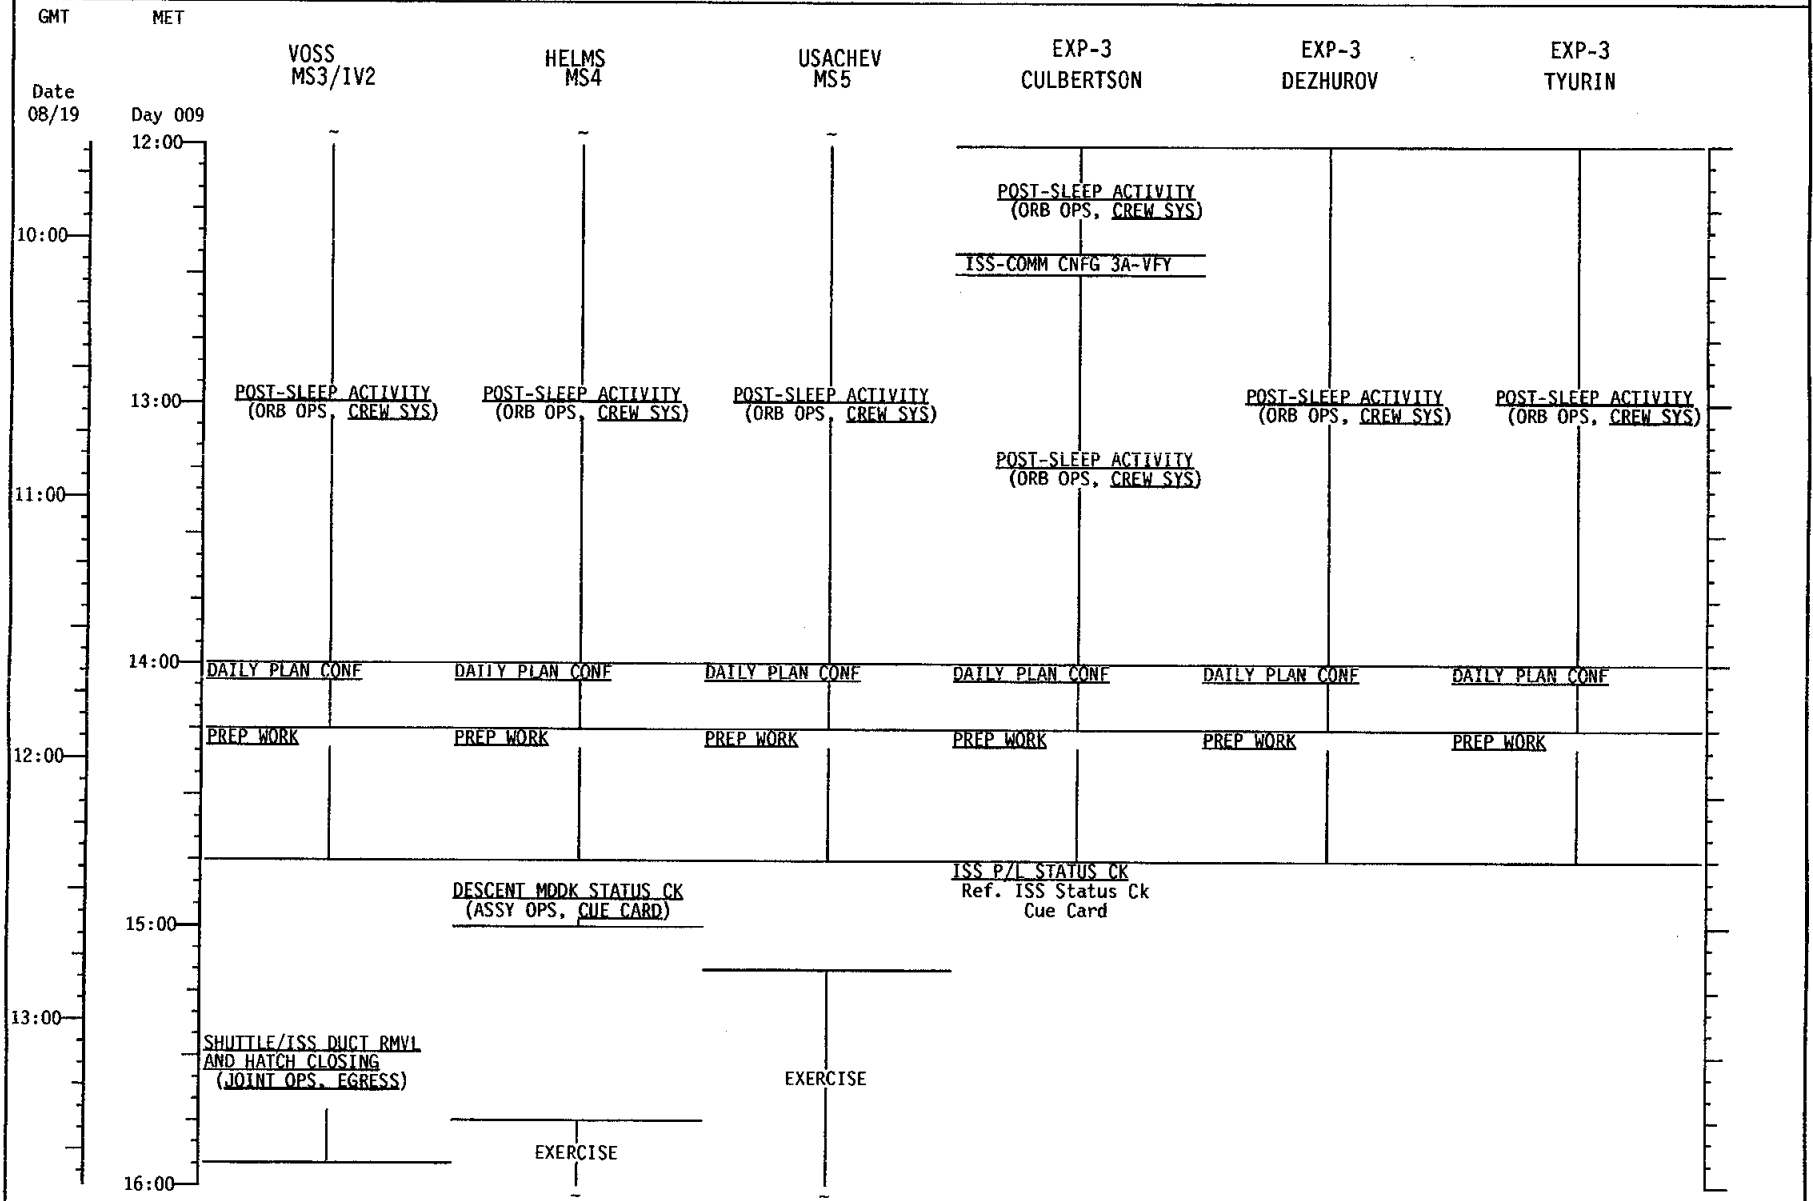 GMT MET
VOSS
MS3/IV2
HELMS
MS4
USACHEV
MS5
EXP-3
CULBERTSON
EXP-3
DEZHUROV
EXP-3
TYURIN
Date
08/19 Day 009
~ ~ ~
12:00
POST-SLEEP ACTIVITY
(ORB OPS, CREW SYS)
10:00
ISS-COMM CNFG 3A-VFY
13:00
POST-SLEEP ACTIVITY
(ORB OPS, CREW SYS)
POST-SLEEP ACTIVITY
(ORB OPS, CREW SYS)
POST-SLEEP ACTIVITY
(ORB OPS, CREW SYS)
POST-SLEEP ACTIVITY
(ORB OPS, CREW SYS)
POST-SLEEP ACTIVITY
(ORB OPS, CREW SYS)
POST-SLEEP ACTIVITY
(ORB OPS, CREW SYS)
11:00
14:00
DAILY PLAN CONF DAILY PLAN CONF DAILY PLAN CONF DAILY PLAN CONF DAILY PLAN CONF DAILY PLAN CONF
PREP WORK PREP WORK PREP WORK PREP WORK PREP WORK PREP WORK
12:00
ISS P/L STATUS CK
Ref. ISS Status Ck
Cue Card
DESCENT MDDK STATUS CK
(ASSY OPS, CUE CARD)
15:00
13:00
SHUTTLE/ISS DUCT RMVL
AND HATCH CLOSING
(JOINT OPS, EGRESS)
EXERCISE
EXERCISE
16:00
~ ~